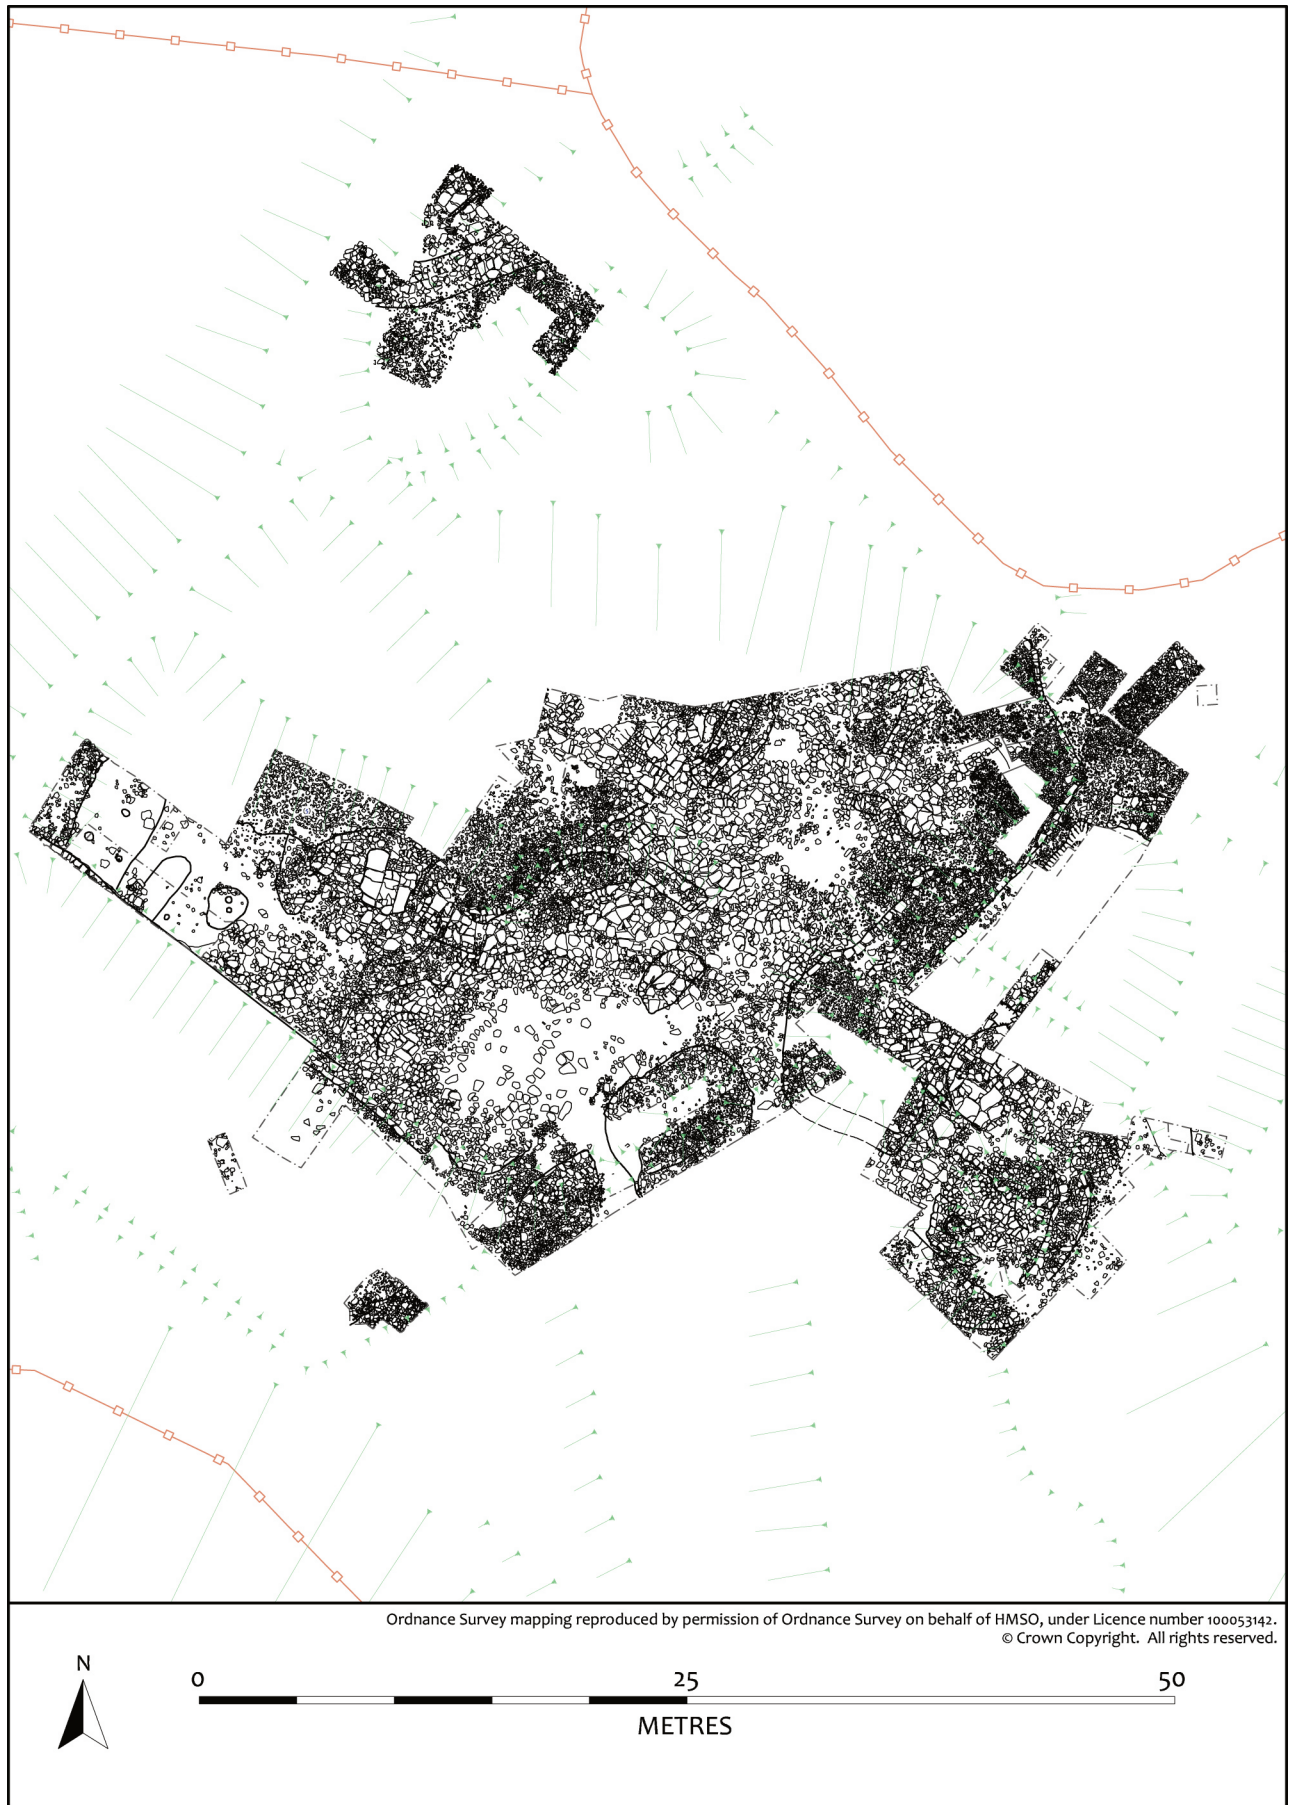 Ordnance Survey mapping reproduced by permission of Ordnance Survey on behalf of HMSO, under Licence number 100053142.
© Crown Copyright. All rights reserved.
N
0 25 50
METRES